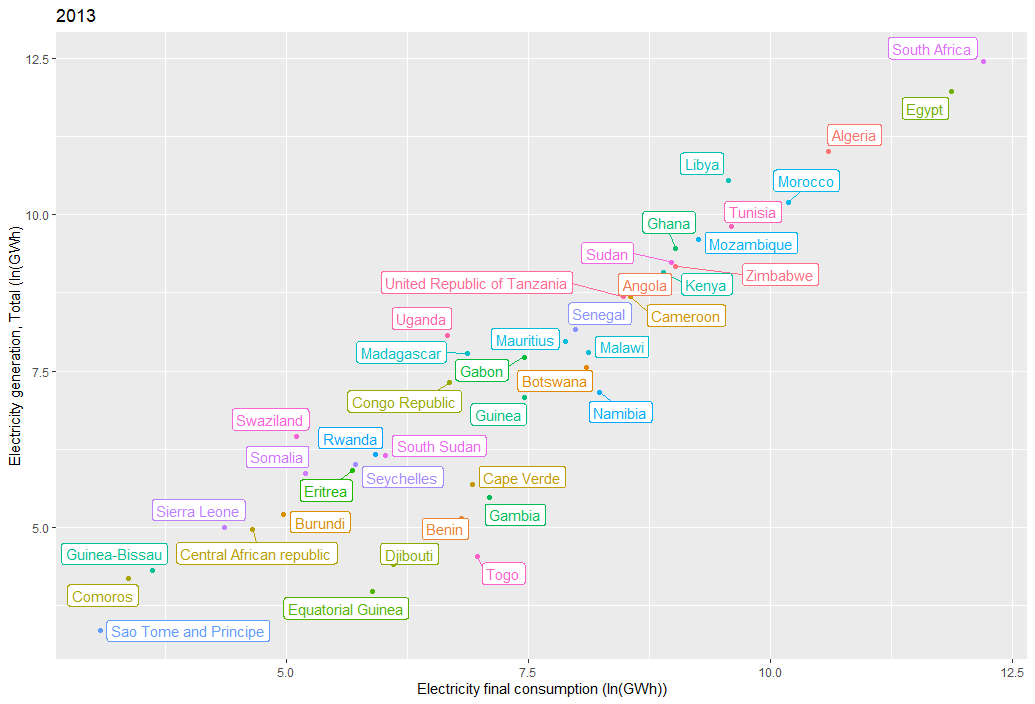 2013
South Africa
12.5
Egypt
Algeria
Libya
Morocco
Tunisia
10.0
Ghana
Mozambique
Sudan
Zimbabwe
United Republic of Tanzania
Angola
Kenya
Senegal
Cameroon
Uganda
Mauritius
Malawi
Madagascar
7.5
Gabon
Botswana
Congo Republic
Guinea
Namibia
Swaziland
Rwanda
South Sudan
Somalia
Seychelles
Cape Verde
Eritrea
Sierra Leone
Gambia
Burundi
5.0
Benin
Guinea-Bissau
Central African republic
Djibouti
Togo
Comoros
Equatorial Guinea
Sao Tome and Principe
5.0
7.5
10.0
12.5
Electricity final consumption (ln(GWh))
Electricity generation, Total (ln(GWh)